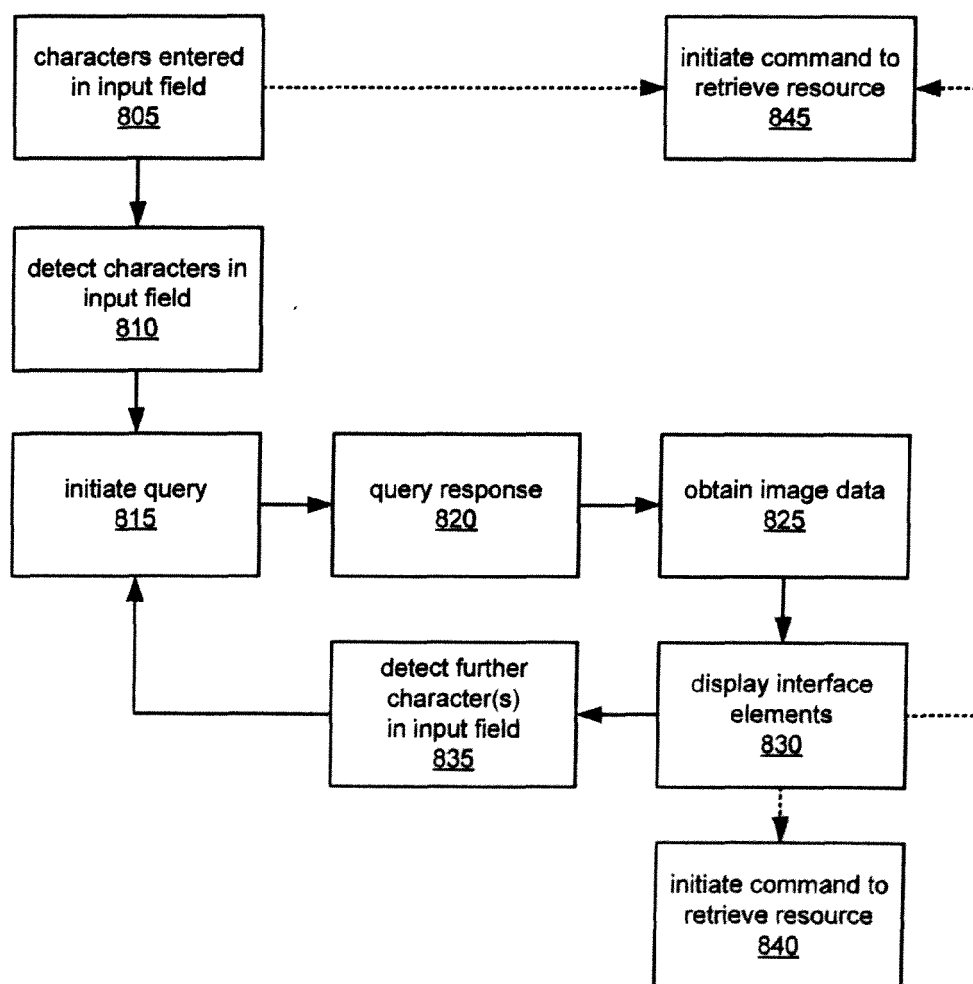 characters entered
in input field
805
initiate command to
retrieve resource
845
detect characters in
input field
810
initiate query
815
query response
820
obtain image data
825
detect further
character(s)
in input field
835
display interface
elements
830
initiate command to
retrieve resource
840